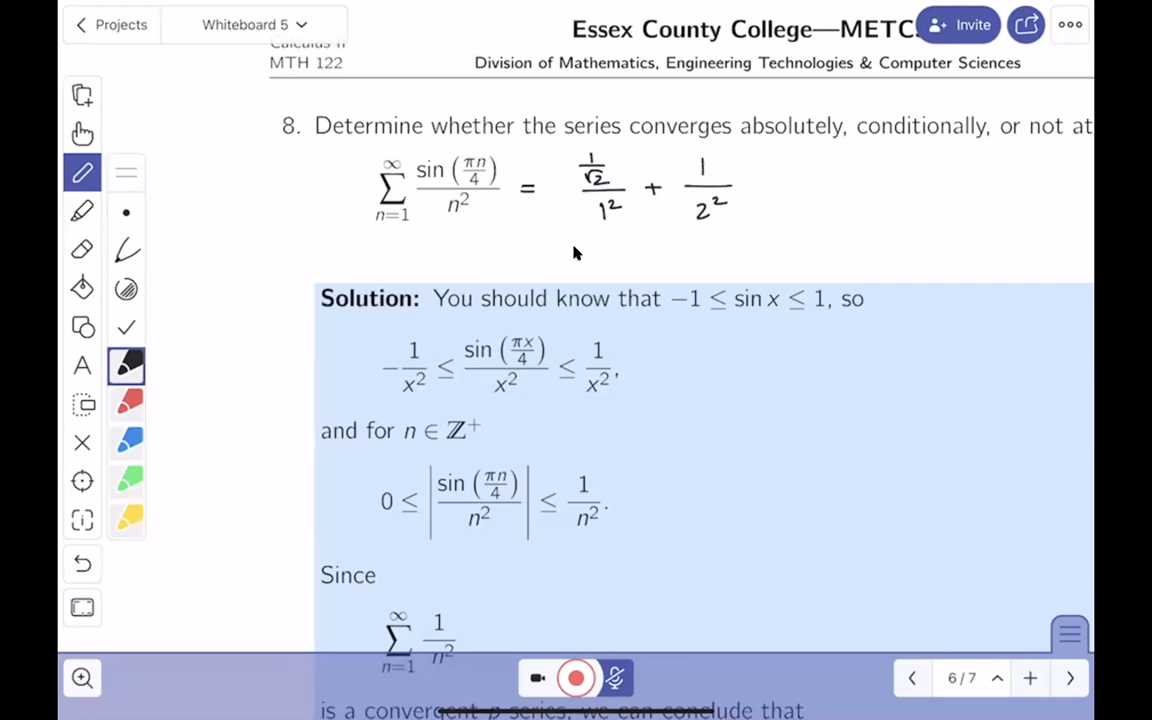 Projects
Whiteboard 5
Essex County College—METCS
Invite
Calculus II
MTH 122
Division of Mathematics, Engineering Technologies & Computer Sciences
8. Determine whether the series converges absolutely, conditionally, or not at
∞ ∑ n=1 sin (πn/4) / n² = (1/√2) / 1² + 1 / 2²
Solution: You should know that −1 ≤ sin x ≤ 1, so
− 1/x² ≤ sin (πx/4) / x² ≤ 1/x²,
and for n ∈ ℤ⁺
0 ≤ | sin (πn/4) / n² | ≤ 1/n².
Since
∞ ∑ n=1 1/n²
6 / 7
is a convergent p series, we can conclude that